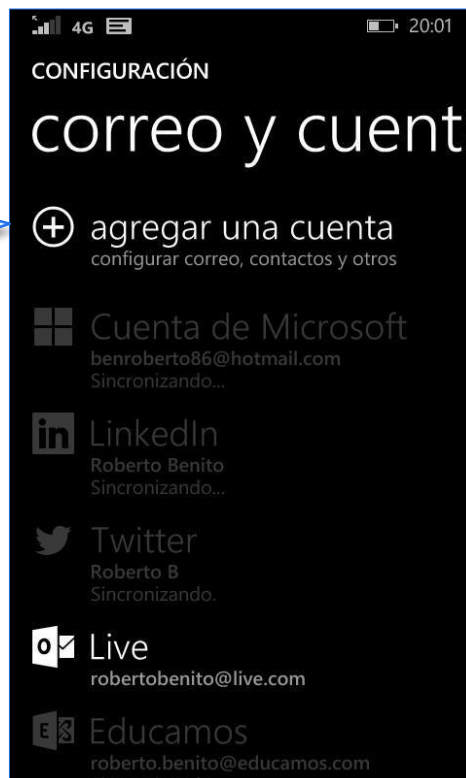 4G 20:01
CONFIGURACIÓN
correo y cuent
agregar una cuenta
configurar correo, contactos y otros
Cuenta de Microsoft
benroberto86@hotmail.com
Sincronizando...
in LinkedIn
Roberto Benito
Sincronizando...
Twitter
Roberto B
Sincronizando.
Live
robertobenito@live.com
Educamos
roberto.benito@educamos.com